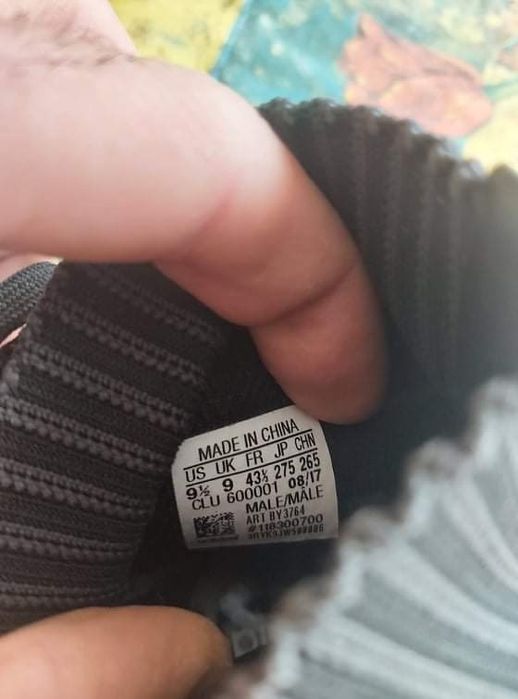 MADE IN CHINA
US UK FR JP CHN
9½ 9 43⅓ 275 265
CLU 600001 08/17
MALE/MÂLE
ART BY3764
#118300700